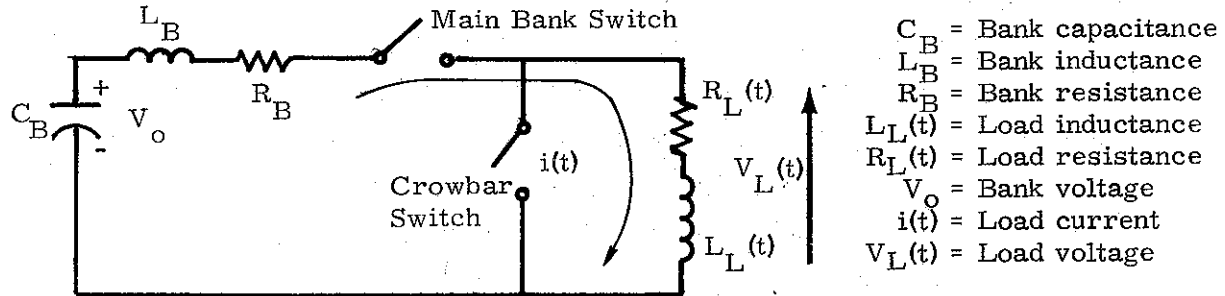 L_B
Main Bank Switch
R_B
C_B
+
V_o
-
R_L(t)
i(t)
V_L(t)
Crowbar
Switch
L_L(t)
C_B = Bank capacitance
L_B = Bank inductance
R_B = Bank resistance
L_L(t) = Load inductance
R_L(t) = Load resistance
V_o = Bank voltage
i(t) = Load current
V_L(t) = Load voltage